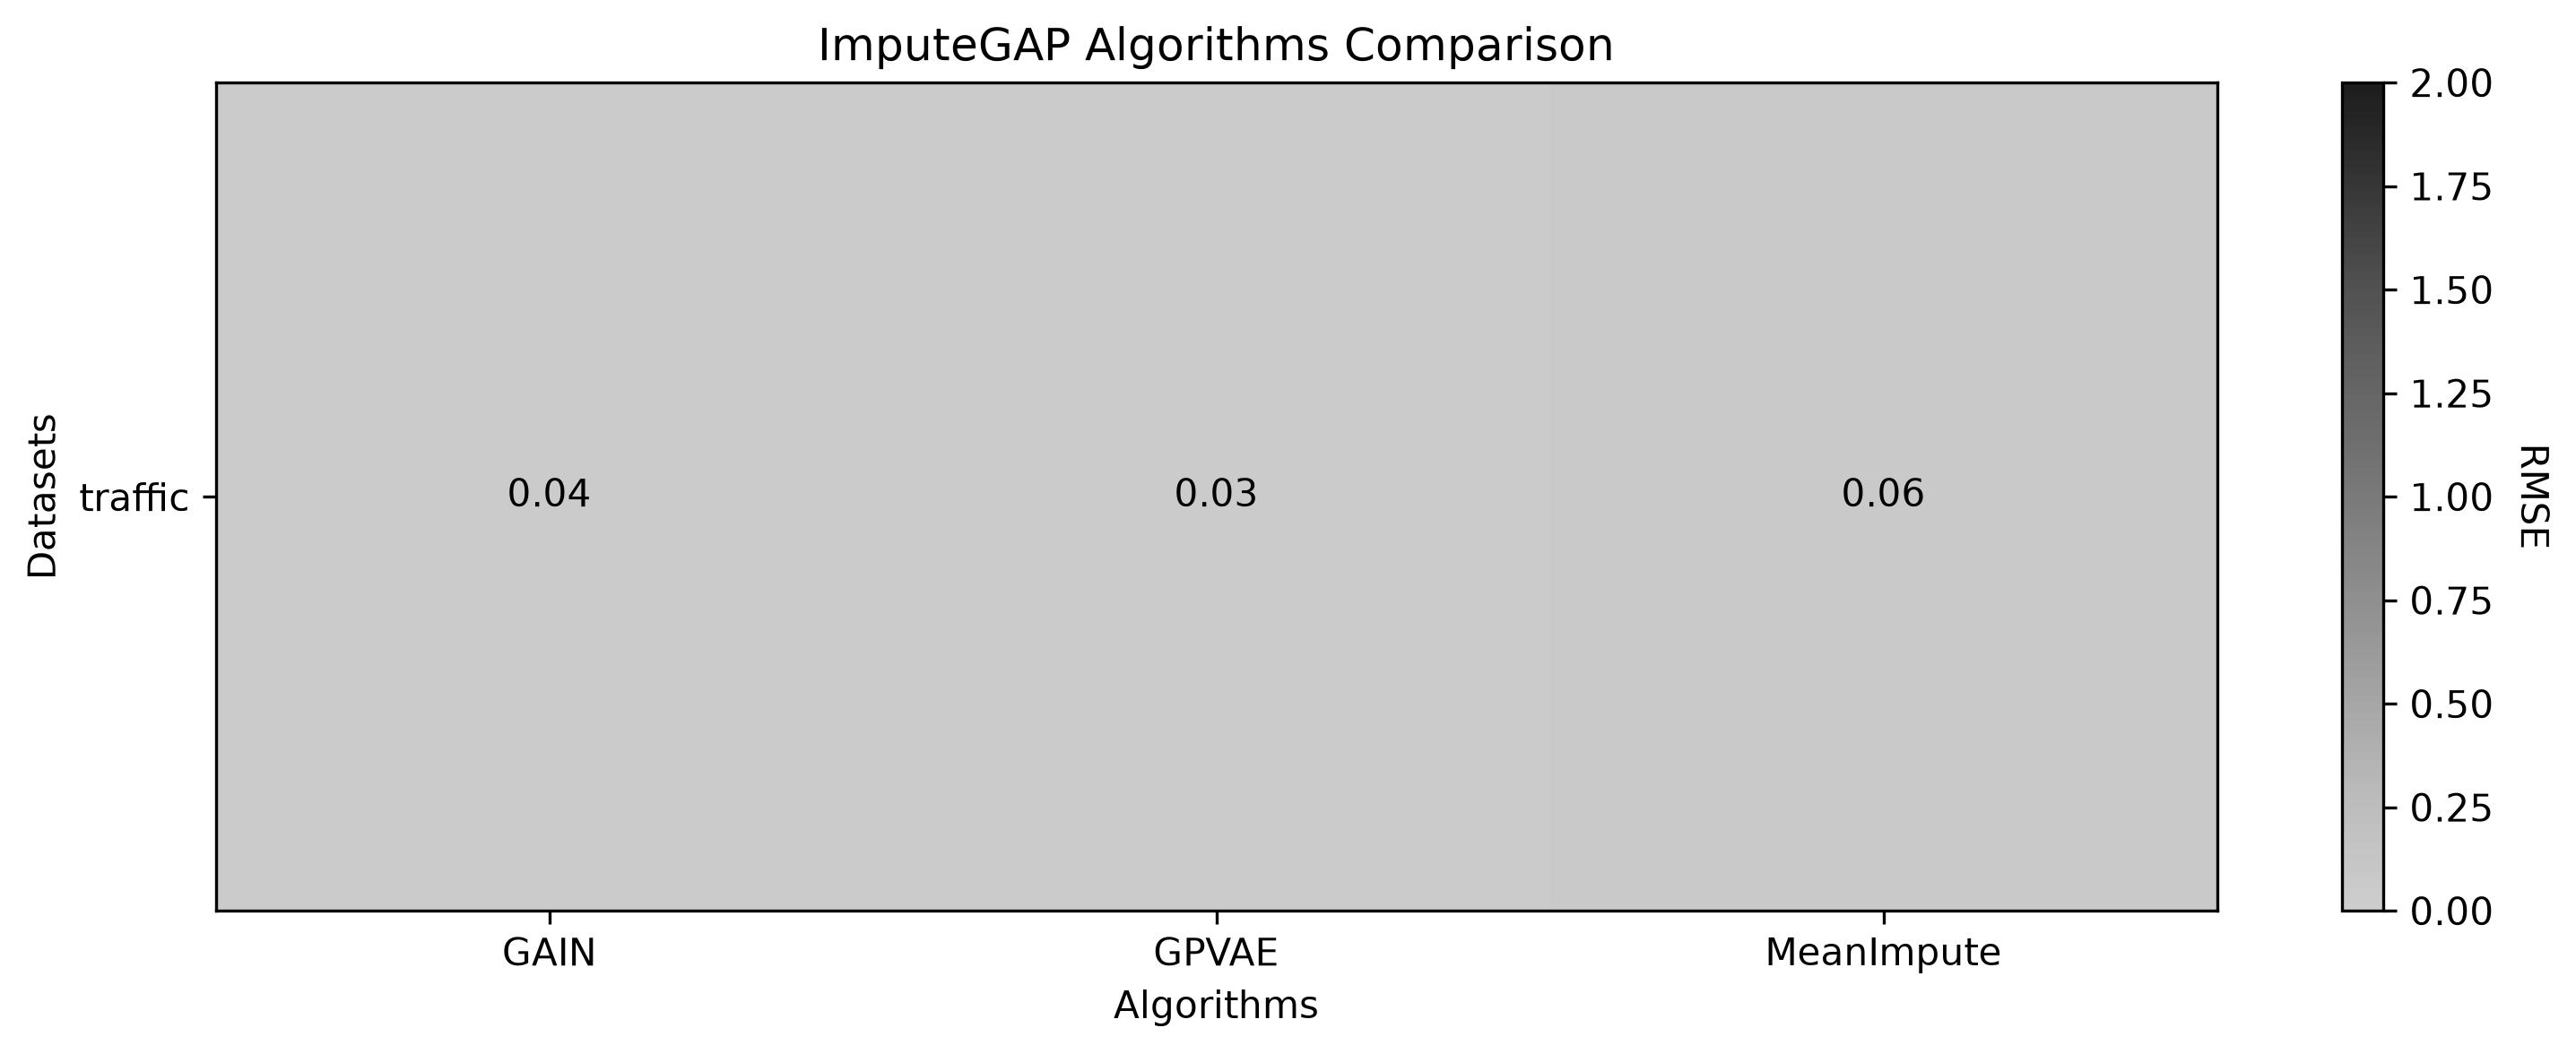 ImputeGAP Algorithms Comparison
Datasets
traffic
0.04
0.03
0.06
GAIN
GPVAE
MeanImpute
Algorithms
2.00
1.75
1.50
1.25
1.00
0.75
0.50
0.25
0.00
RMSE